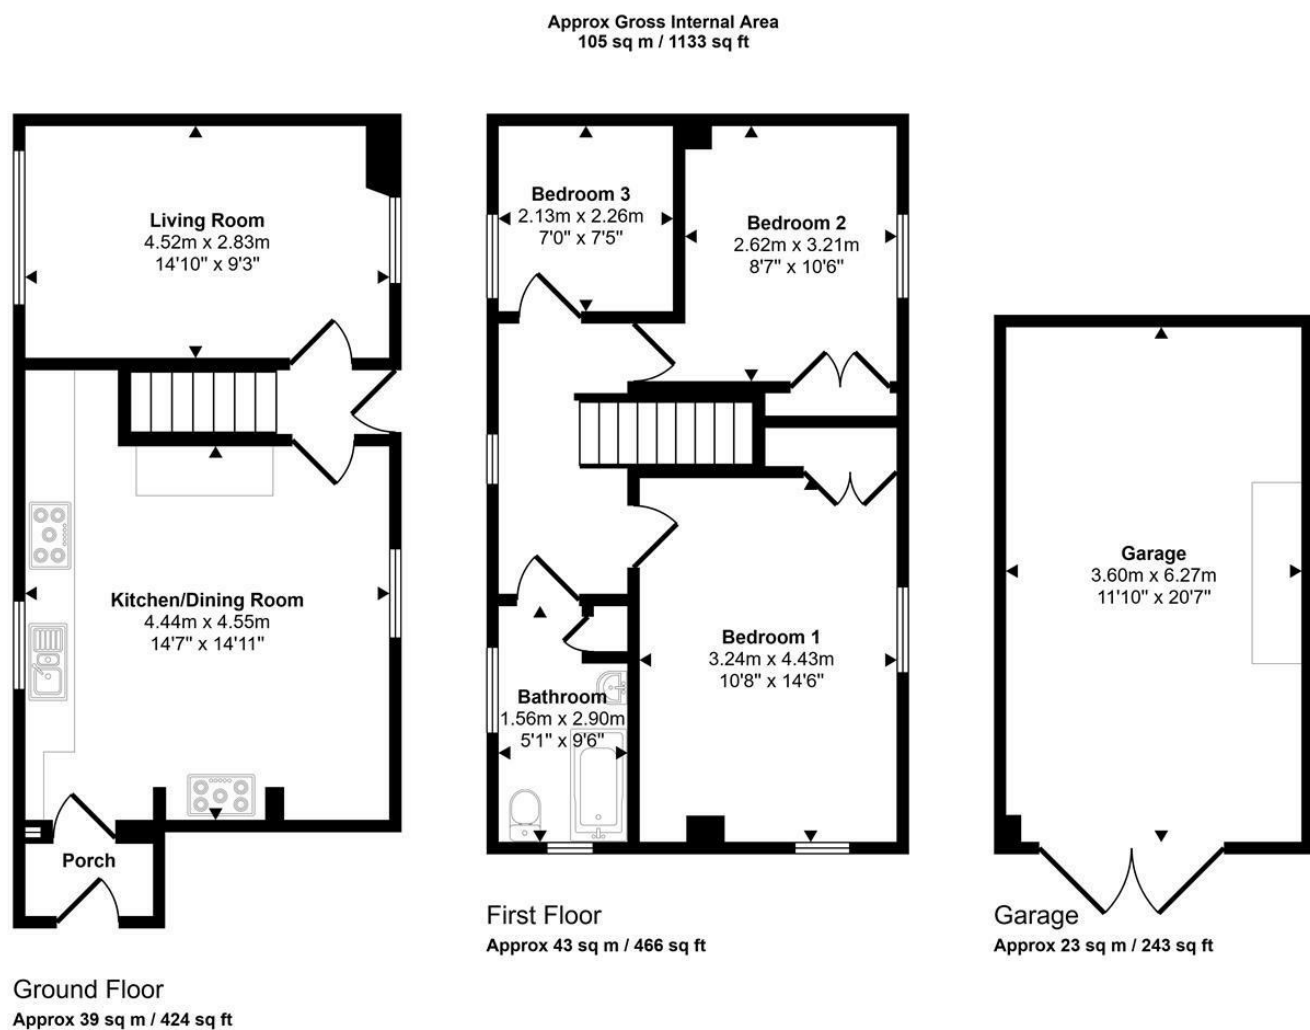 Approx Gross Internal Area
105 sq m / 1133 sq ft
Living Room
4.52m x 2.83m
14'10" x 9'3"
Kitchen/Dining Room
4.44m x 4.55m
14'7" x 14'11"
Porch
Ground Floor
Approx 39 sq m / 424 sq ft
Bedroom 3
2.13m x 2.26m
7'0" x 7'5"
Bedroom 2
2.62m x 3.21m
8'7" x 10'6"
Bedroom 1
3.24m x 4.43m
10'8" x 14'6"
Bathroom
1.56m x 2.90m
5'1" x 9'6"
First Floor
Approx 43 sq m / 466 sq ft
Garage
3.60m x 6.27m
11'10" x 20'7"
Garage
Approx 23 sq m / 243 sq ft